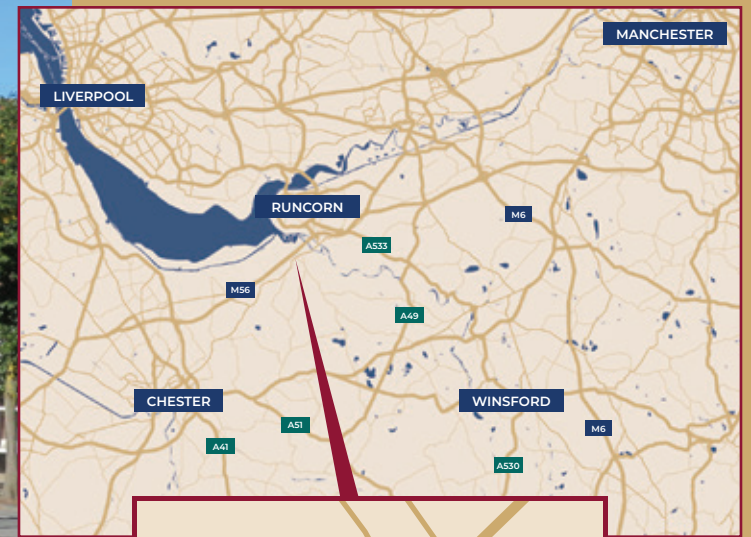 MANCHESTER
LIVERPOOL
RUNCORN
M6
A533
M56
A49
CHESTER
WINSFORD
A51
M6
A41
A530